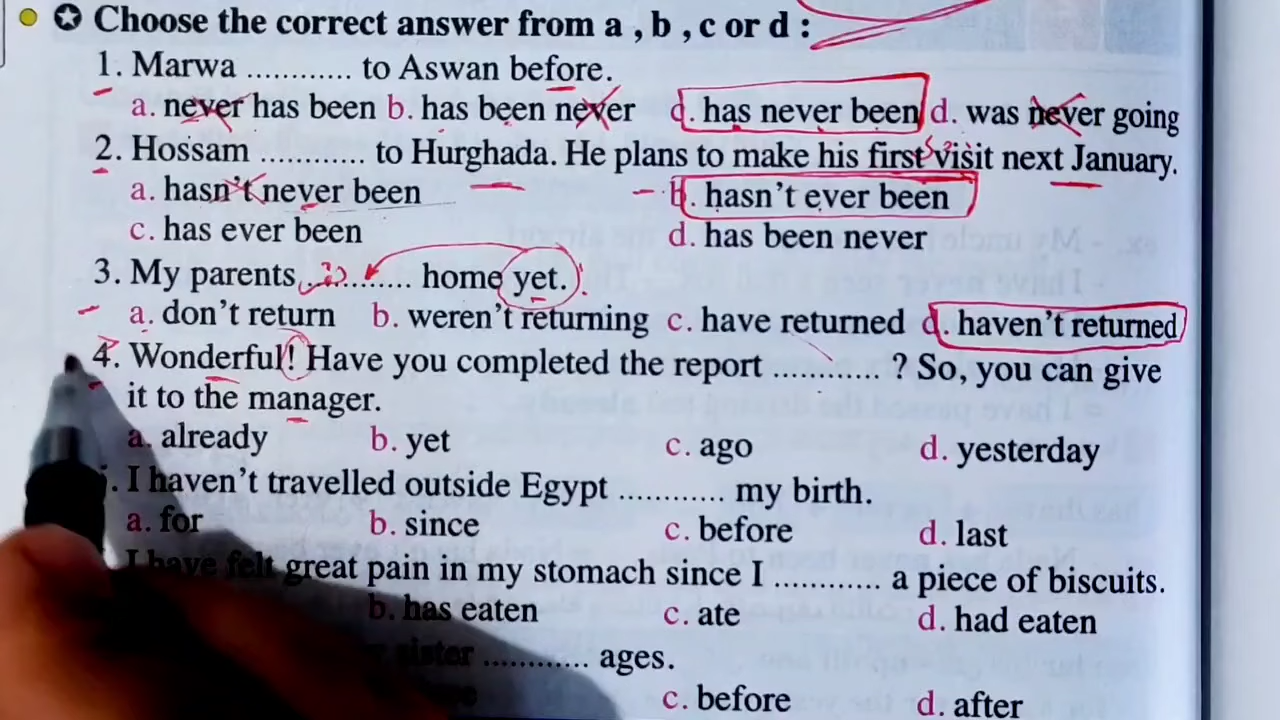 Choose the correct answer from a , b , c or d :
1. Marwa ............ to Aswan before.
a. never has been b. has been never c. has never been d. was never going
2. Hossam ............ to Hurghada. He plans to make his first visit next January.
a. hasn't never been b. hasn't ever been
c. has ever been d. has been never
3. My parents ............ home yet.
a. don't return b. weren't returning c. have returned d. haven't returned
4. Wonderful! Have you completed the report ............ ? So, you can give
it to the manager.
a. already b. yet c. ago d. yesterday
. I haven't travelled outside Egypt ............ my birth.
a. for b. since c. before d. last
I have felt great pain in my stomach since I ............ a piece of biscuits.
b. has eaten c. ate d. had eaten
sister ............ ages.
c. before d. after